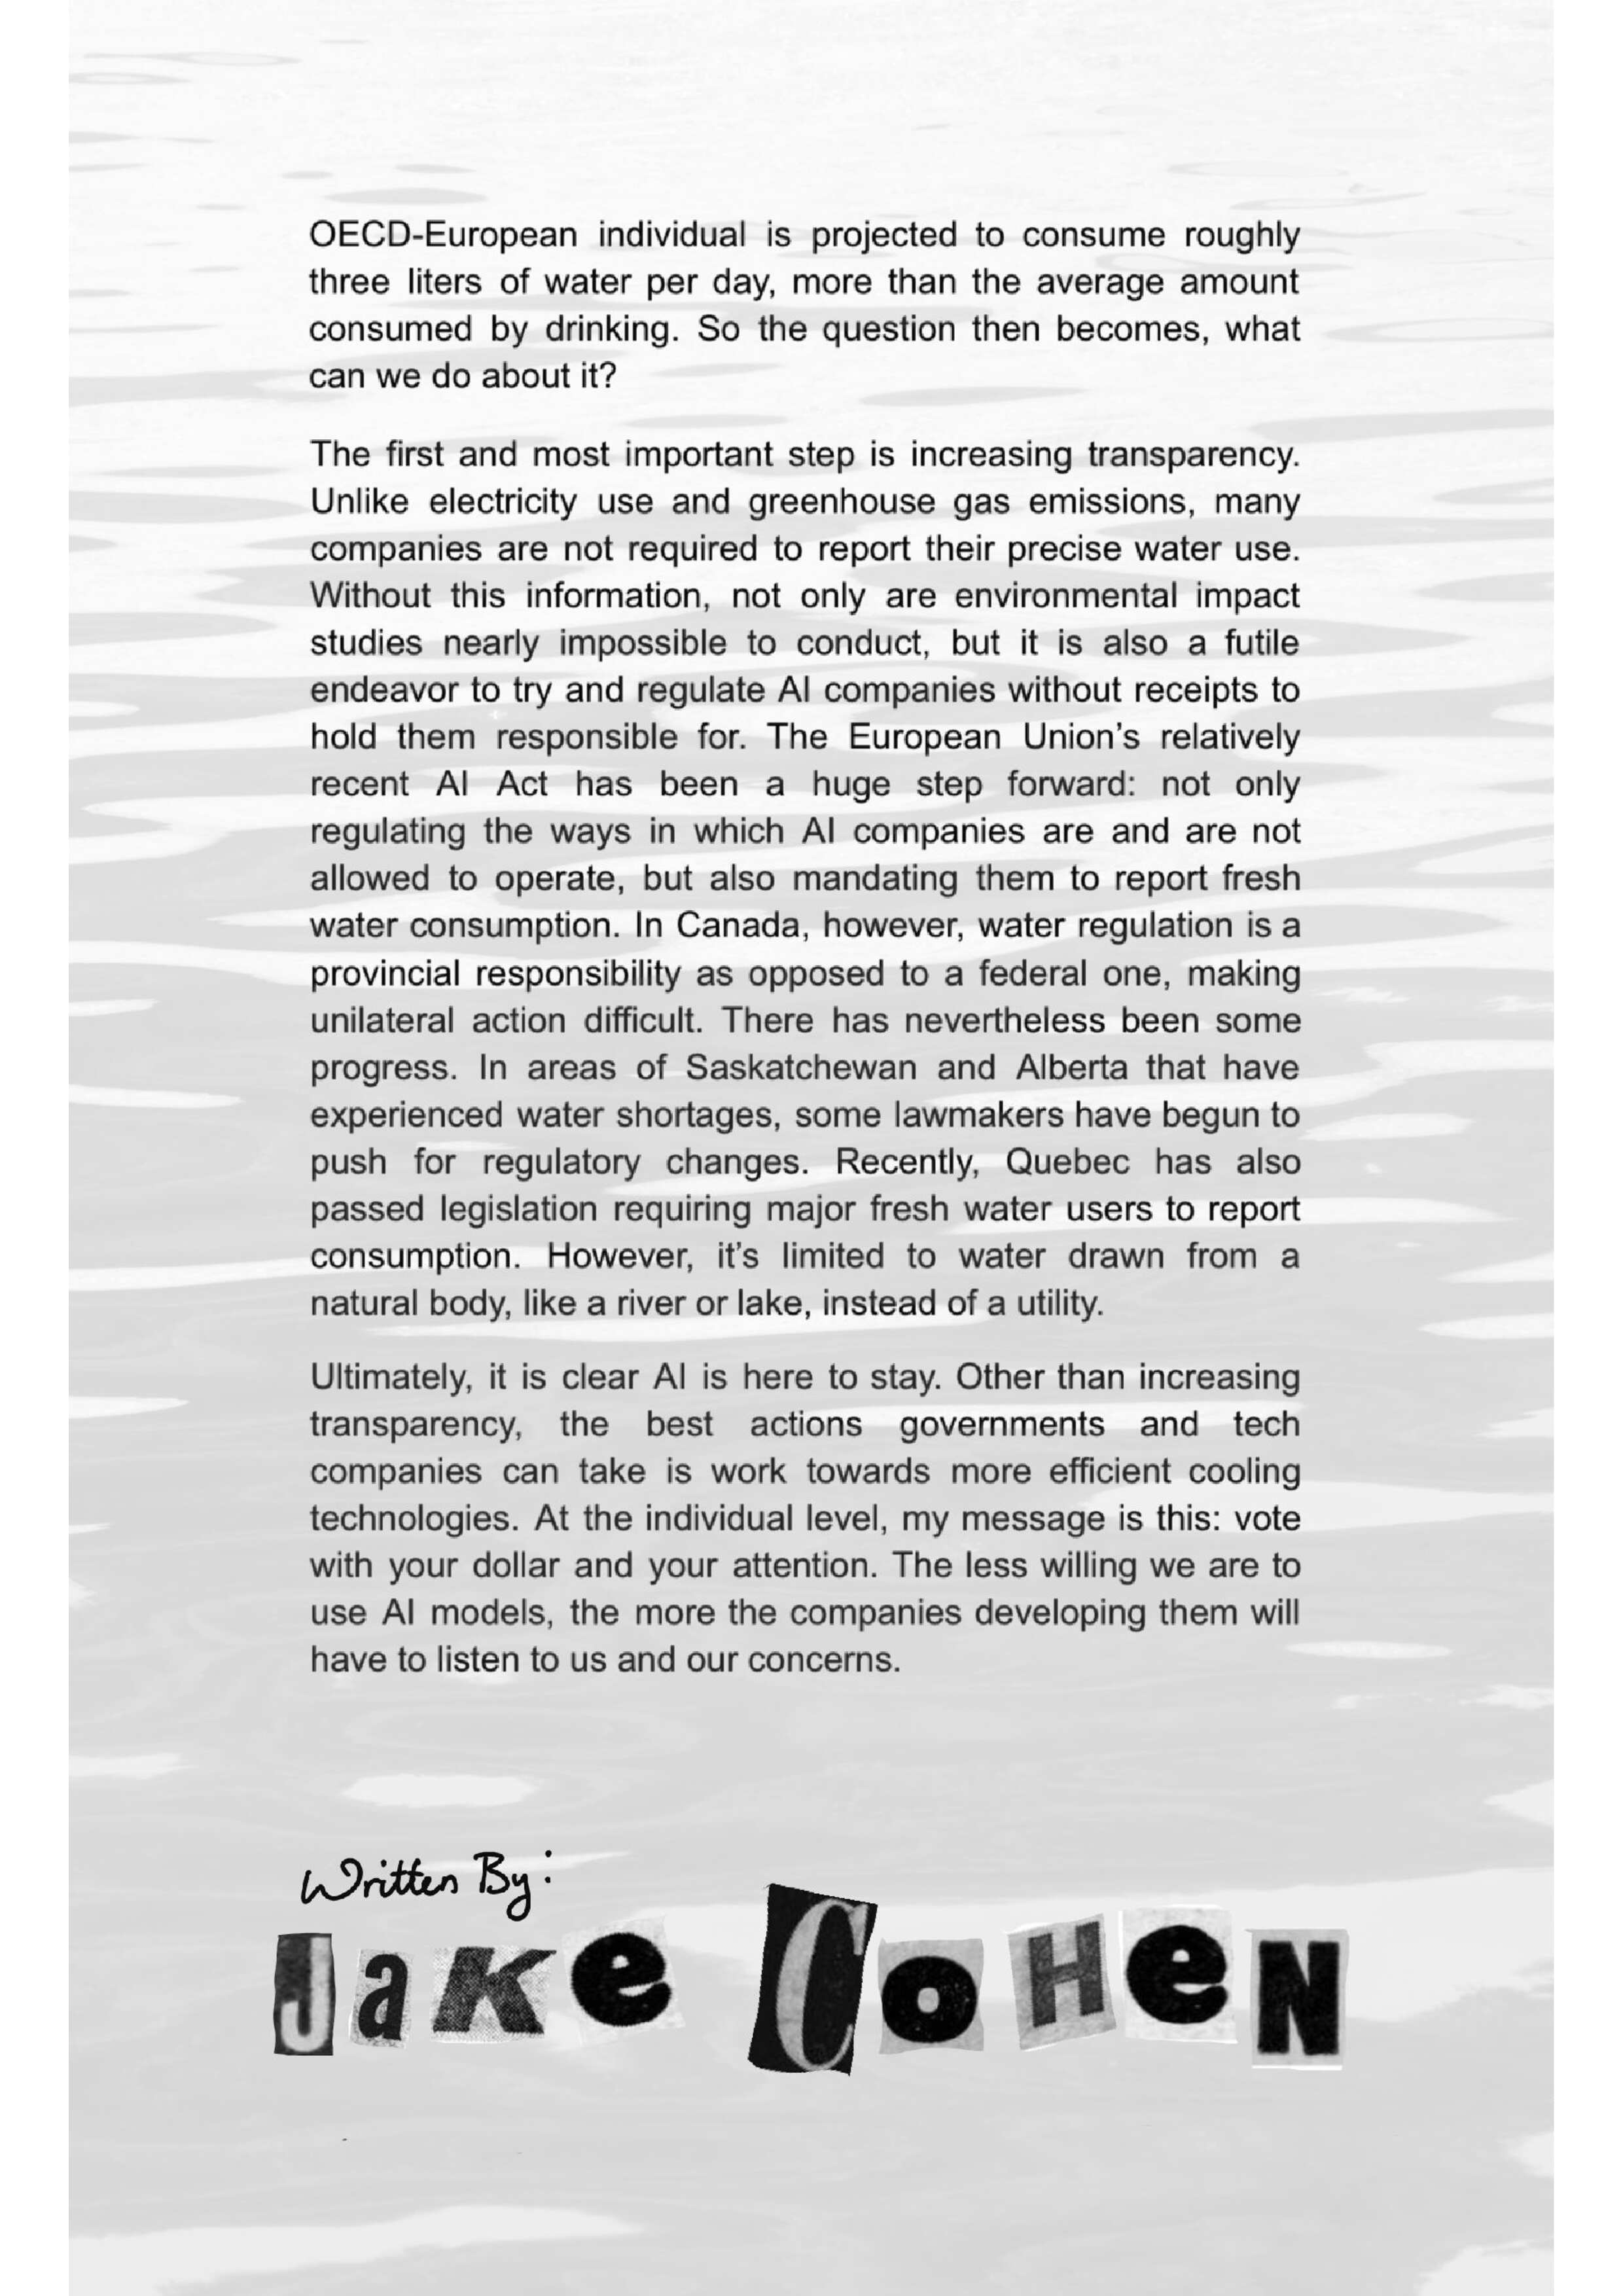 OECD-European individual is projected to consume roughly
three liters of water per day, more than the average amount
consumed by drinking. So the question then becomes, what
can we do about it?
The first and most important step is increasing transparency.
Unlike electricity use and greenhouse gas emissions, many
companies are not required to report their precise water use.
Without this information, not only are environmental impact
studies nearly impossible to conduct, but it is also a futile
endeavor to try and regulate AI companies without receipts to
hold them responsible for. The European Union’s relatively
recent AI Act has been a huge step forward: not only
regulating the ways in which AI companies are and are not
allowed to operate, but also mandating them to report fresh
water consumption. In Canada, however, water regulation is a
provincial responsibility as opposed to a federal one, making
unilateral action difficult. There has nevertheless been some
progress. In areas of Saskatchewan and Alberta that have
experienced water shortages, some lawmakers have begun to
push for regulatory changes. Recently, Quebec has also
passed legislation requiring major fresh water users to report
consumption. However, it’s limited to water drawn from a
natural body, like a river or lake, instead of a utility.
Ultimately, it is clear AI is here to stay. Other than increasing
transparency, the best actions governments and tech
companies can take is work towards more efficient cooling
technologies. At the individual level, my message is this: vote
with your dollar and your attention. The less willing we are to
use AI models, the more the companies developing them will
have to listen to us and our concerns.
Written By:
Jake CoHeN